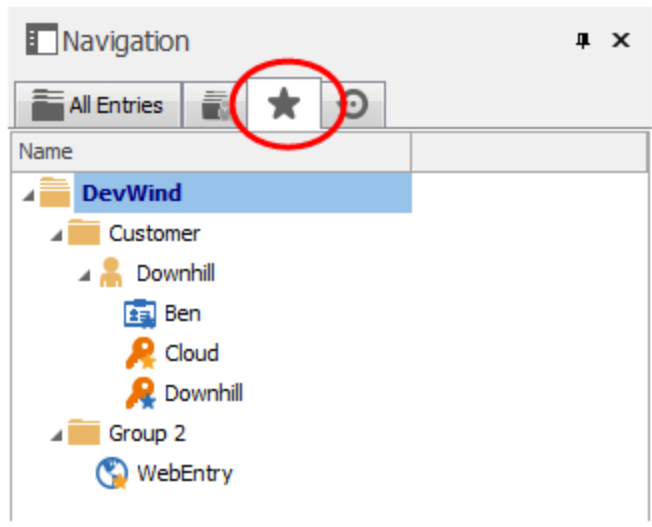 Navigation
All Entries
Name
DevWind
Customer
Downhill
Ben
Cloud
Downhill
Group 2
WebEntry